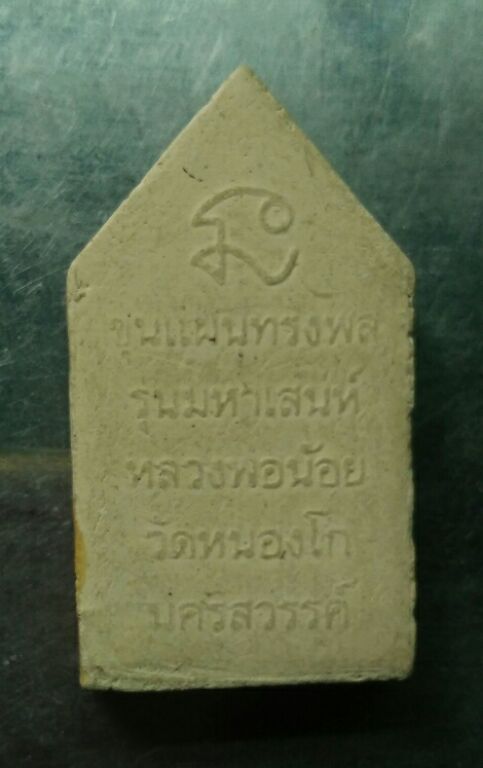 ขุนแผนทรงพล
รุ่นมหาเสน่ห์
หลวงพ่อน้อย
วัดหนองโก
นครสวรรค์